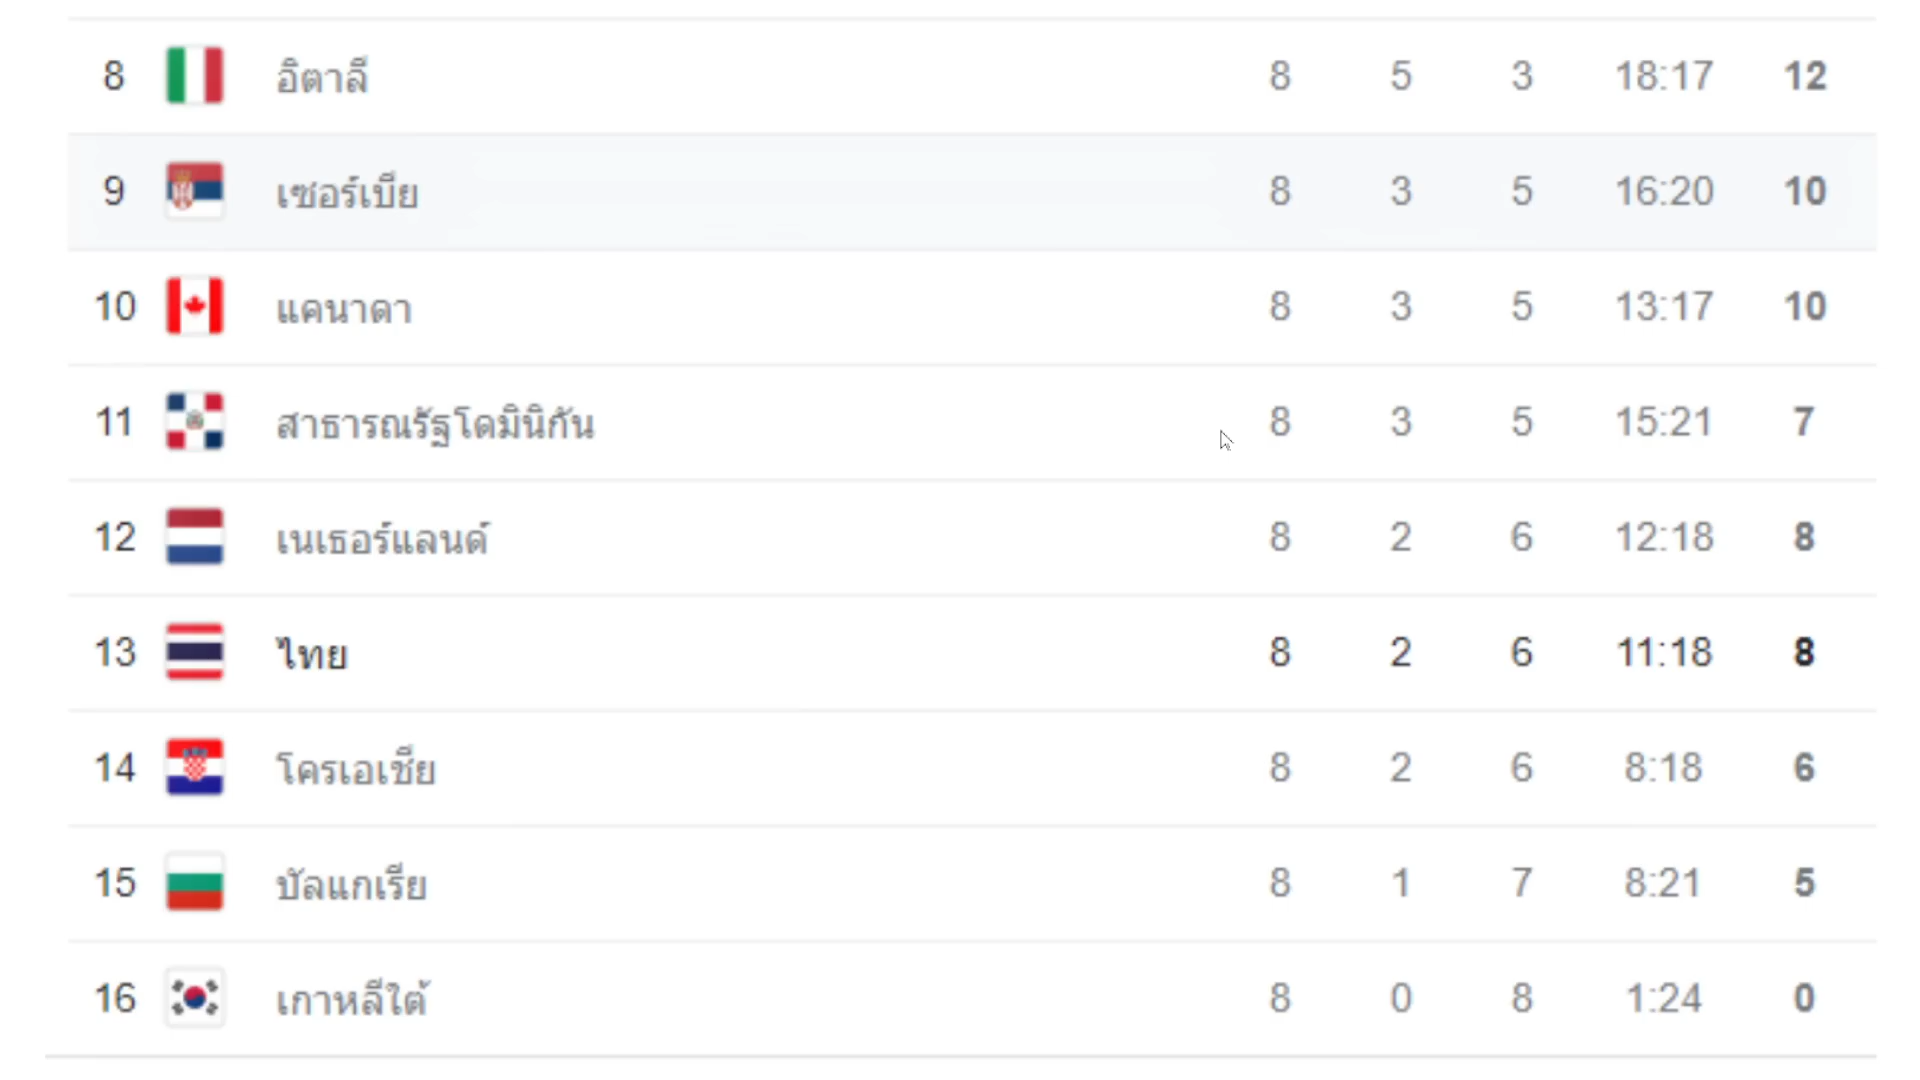 8 อิตาลี 8 5 3 18:17 12
9 เซอร์เบีย 8 3 5 16:20 10
10 แคนาดา 8 3 5 13:17 10
11 สาธารณรัฐโดมินิกัน 8 3 5 15:21 7
12 เนเธอร์แลนด์ 8 2 6 12:18 8
13 ไทย 8 2 6 11:18 8
14 โครเอเชีย 8 2 6 8:18 6
15 บัลแกเรีย 8 1 7 8:21 5
16 เกาหลีใต้ 8 0 8 1:24 0